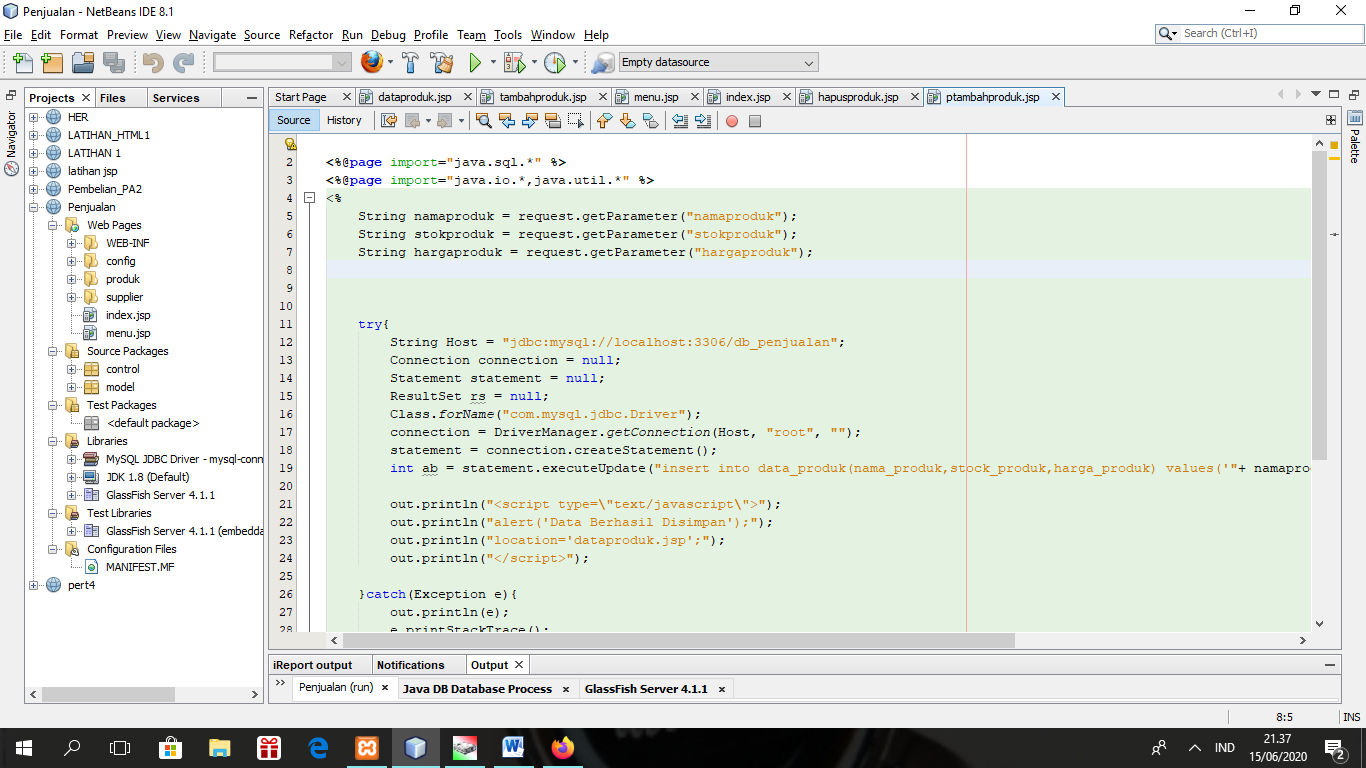 Penjualan - NetBeans IDE 8.1
File Edit Format Preview View Navigate Source Refactor Run Debug Profile Team Tools Window Help
Search (Ctrl+I)
Empty datasource
Navigator
Projects Files Services
HER
LATIHAN_HTML1
LATIHAN 1
latihan jsp
Pembelian_PA2
Penjualan
Web Pages
WEB-INF
config
produk
supplier
index.jsp
menu.jsp
Source Packages
control
model
Test Packages
<default package>
Libraries
MySQL JDBC Driver - mysql-conn
JDK 1.8 (Default)
GlassFish Server 4.1.1
Test Libraries
GlassFish Server 4.1.1 (embedda
Configuration Files
MANIFEST.MF
pert4
Start Page dataproduk.jsp tambahproduk.jsp menu.jsp index.jsp hapusproduk.jsp ptambahproduk.jsp
Source History
Palette
2 <%@page import="java.sql.*" %>
3 <%@page import="java.io.*,java.util.*" %>
4 <%
5 String namaproduk = request.getParameter("namaproduk");
6 String stokproduk = request.getParameter("stokproduk");
7 String hargaproduk = request.getParameter("hargaproduk");
8
9
10
11 try{
12 String Host = "jdbc:mysql://localhost:3306/db_penjualan";
13 Connection connection = null;
14 Statement statement = null;
15 ResultSet rs = null;
16 Class.forName("com.mysql.jdbc.Driver");
17 connection = DriverManager.getConnection(Host, "root", "");
18 statement = connection.createStatement();
19 int ab = statement.executeUpdate("insert into data_produk(nama_produk,stock_produk,harga_produk) values('"+ namapro
20
21 out.println("<script type=\"text/javascript\">");
22 out.println("alert('Data Berhasil Disimpan');");
23 out.println("location='dataproduk.jsp';");
24 out.println("</script>");
25
26 }catch(Exception e){
27 out.println(e);
28 e.printStackTrace();
iReport output Notifications Output
Penjualan (run) Java DB Database Process GlassFish Server 4.1.1
8:5 INS
IND
21.37
15/06/2020
2